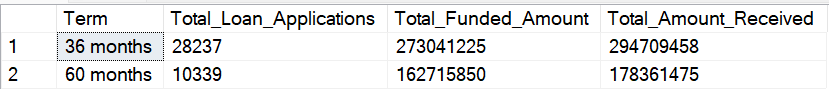 Term Total_Loan_Applications Total_Funded_Amount Total_Amount_Received
1 36 months 28237 273041225 294709458
2 60 months 10339 162715850 178361475